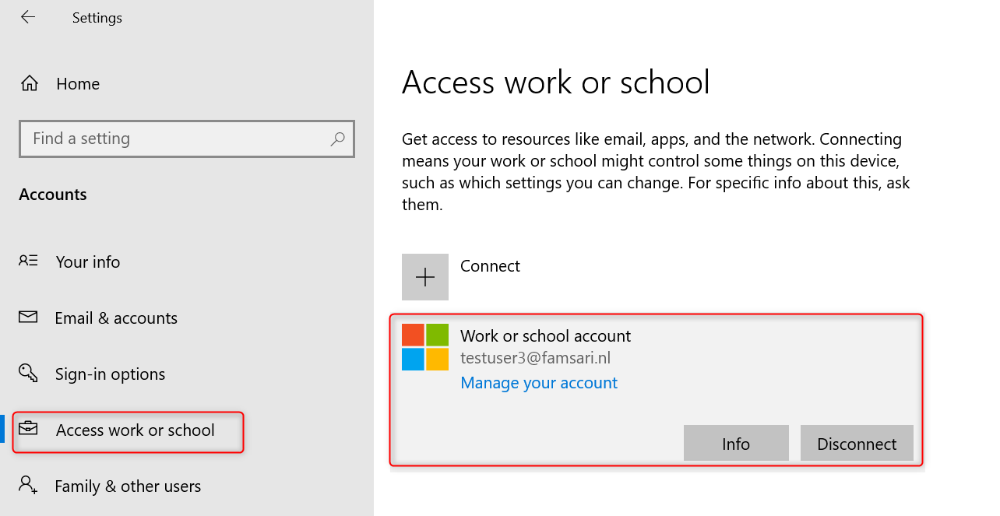 Settings
Home
Find a setting
Accounts
Your info
Email & accounts
Sign-in options
Access work or school
Family & other users
Access work or school
Get access to resources like email, apps, and the network. Connecting
means your work or school might control some things on this device,
such as which settings you can change. For specific info about this, ask
them.
Connect
Work or school account
testuser3@famsari.nl
Manage your account
Info
Disconnect